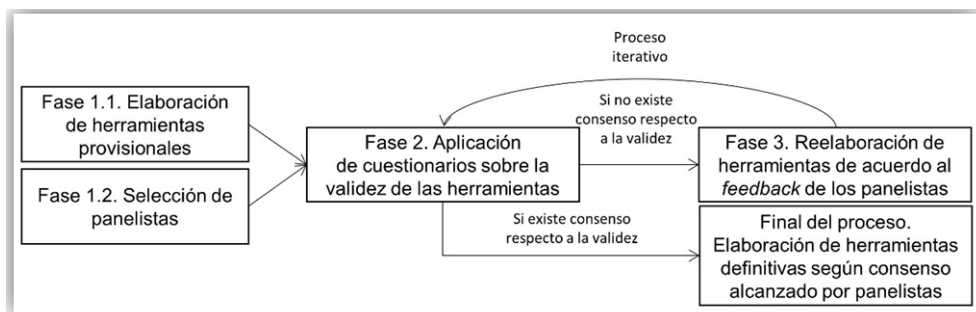 Proceso
iterativo
Fase 1.1. Elaboración
de herramientas
provisionales
Fase 1.2. Selección de
panelistas
Fase 2. Aplicación
de cuestionarios sobre la
validez de las herramientas
Si no existe
consenso respecto
a la validez
Fase 3. Reelaboración de
herramientas de acuerdo al
feedback de los panelistas
Si existe consenso
respecto a la validez
Final del proceso.
Elaboración de herramientas
definitivas según consenso
alcanzado por panelistas